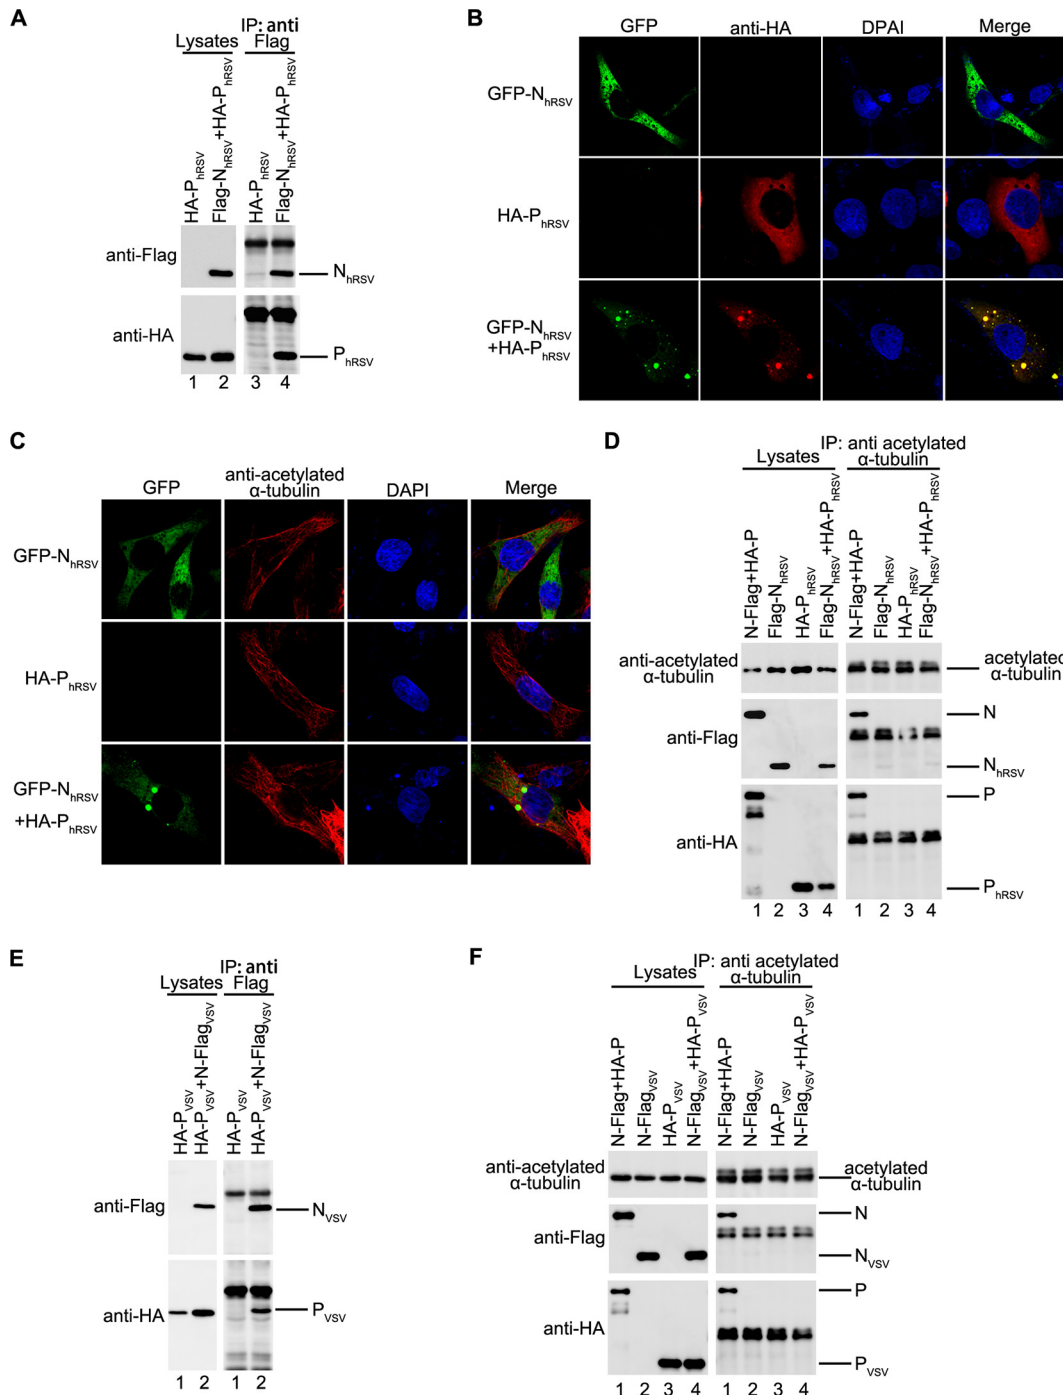 A
IP: anti
Lysates Flag
HA-PhRSV
Flag-NhRSV+HA-PhRSV
HA-PhRSV
Flag-NhRSV+HA-PhRSV
anti-Flag
NhRSV
anti-HA
PhRSV
1 2 3 4
B
GFP anti-HA DPAI Merge
GFP-NhRSV
HA-PhRSV
GFP-NhRSV
+HA-PhRSV
C
anti-acetylated
GFP α-tubulin DAPI Merge
GFP-NhRSV
HA-PhRSV
GFP-NhRSV
+HA-PhRSV
D
IP: anti acetylated
Lysates α-tubulin
N-Flag+HA-P
Flag-NhRSV
HA-PhRSV
Flag-NhRSV+HA-PhRSV
N-Flag+HA-P
Flag-NhRSV
HA-PhRSV
Flag-NhRSV+HA-PhRSV
anti-acetylated acetylated
α-tubulin α-tubulin
N
anti-Flag
NhRSV
P
anti-HA
PhRSV
1 2 3 4 1 2 3 4
E
IP: anti
Lysates Flag
HA-PVSV
HA-PVSV+N-FlagVSV
HA-PVSV
HA-PVSV+N-FlagVSV
anti-Flag NVSV
anti-HA PVSV
1 2 1 2
F
IP: anti acetylated
Lysates α-tubulin
N-Flag+HA-P
N-FlagVSV
HA-PVSV
N-FlagVSV+HA-PVSV
N-Flag+HA-P
N-FlagVSV
HA-PVSV
N-FlagVSV+HA-PVSV
anti-acetylated acetylated
α-tubulin α-tubulin
N
anti-Flag
NVSV
P
anti-HA
PVSV
1 2 3 4 1 2 3 4